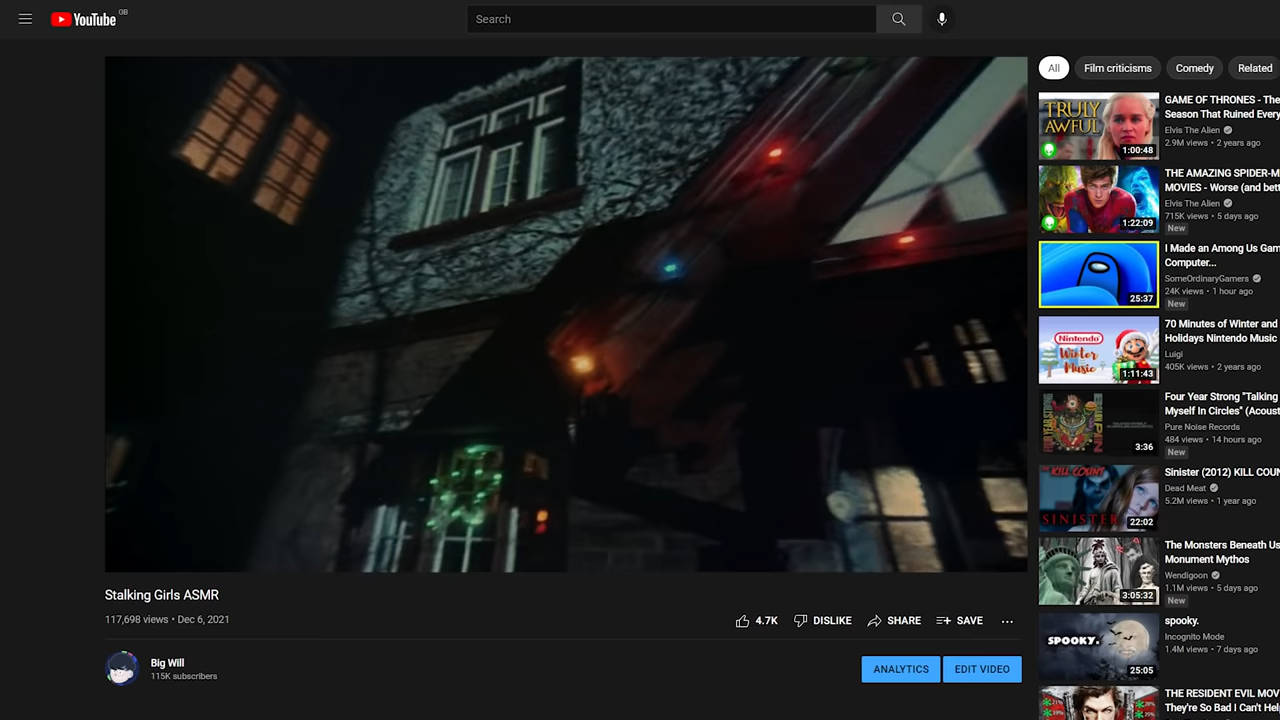 YouTube GB
Search
All
Film criticisms
Comedy
Related
TRULY
AWFUL
1:00:48
GAME OF THRONES - The
Season That Ruined Every
Elvis The Alien
2.9M views • 2 years ago
1:22:09
THE AMAZING SPIDER-M
MOVIES - Worse (and bet
Elvis The Alien
715K views • 5 days ago
New
25:37
I Made an Among Us Gam
Computer...
SomeOrdinaryGamers
24K views • 1 hour ago
New
Nintendo
Winter
Music
1:11:43
70 Minutes of Winter and
Holidays Nintendo Music
Luigi
405K views • 2 years ago
3:36
Four Year Strong "Talking
Myself In Circles" (Acous
Pure Noise Records
484 views • 14 hours ago
New
KILL COUNT
SINISTER
22:02
Sinister (2012) KILL COUN
Dead Meat
5.2M views • 1 year ago
3:05:32
The Monsters Beneath Us
Monument Mythos
Wendigoon
1.1M views • 5 days ago
New
SPOOKY.
25:05
spooky.
Incognito Mode
1.4M views • 7 days ago
THE RESIDENT EVIL MOV
They're So Bad I Can't Hel
Stalking Girls ASMR
117,698 views • Dec 6, 2021
4.7K
DISLIKE
SHARE
SAVE
Big Will
115K subscribers
ANALYTICS
EDIT VIDEO